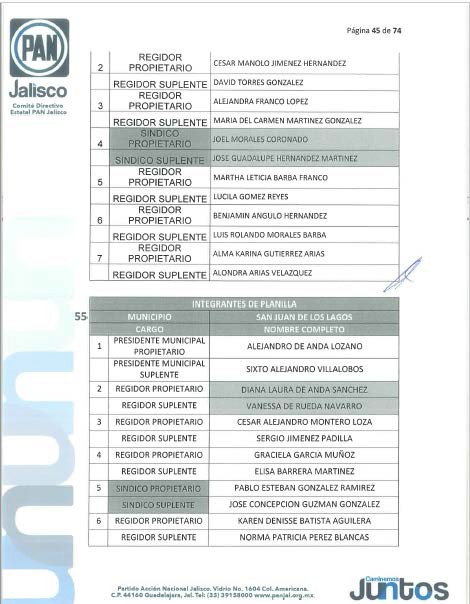 PAN
Jalisco
Comité Directivo
Estatal PAN Jalisco
Página 45 de 74
2 REGIDOR PROPIETARIO CESAR MANOLO JIMENEZ HERNANDEZ
REGIDOR SUPLENTE DAVID TORRES GONZALEZ
3 REGIDOR PROPIETARIO ALEJANDRA FRANCO LOPEZ
REGIDOR SUPLENTE MARIA DEL CARMEN MARTINEZ GONZALEZ
4 SINDICO PROPIETARIO JOEL MORALES CORONADO
SINDICO SUPLENTE JOSE GUADALUPE HERNANDEZ MARTINEZ
5 REGIDOR PROPIETARIO MARTHA LETICIA BARBA FRANCO
REGIDOR SUPLENTE LUCILA GOMEZ REYES
6 REGIDOR PROPIETARIO BENJAMIN ANGULO HERNANDEZ
REGIDOR SUPLENTE LUIS ROLANDO MORALES BARBA
7 REGIDOR PROPIETARIO ALMA KARINA GUTIERREZ ARIAS
REGIDOR SUPLENTE ALONDRA ARIAS VELAZQUEZ
INTEGRANTES DE PLANILLA
55 MUNICIPIO SAN JUAN DE LOS LAGOS
CARGO NOMBRE COMPLETO
1 PRESIDENTE MUNICIPAL PROPIETARIO ALEJANDRO DE ANDA LOZANO
PRESIDENTE MUNICIPAL SUPLENTE SIXTO ALEJANDRO VILLALOBOS
2 REGIDOR PROPIETARIO DIANA LAURA DE ANDA SANCHEZ
REGIDOR SUPLENTE VANESSA DE RUEDA NAVARRO
3 REGIDOR PROPIETARIO CESAR ALEJANDRO MONTERO LOZA
REGIDOR SUPLENTE SERGIO JIMENEZ PADILLA
4 REGIDOR PROPIETARIO GRACIELA GARCIA MUÑOZ
REGIDOR SUPLENTE ELISA BARRERA MARTINEZ
5 SINDICO PROPIETARIO PABLO ESTEBAN GONZALEZ RAMIREZ
SINDICO SUPLENTE JOSE CONCEPCION GUZMAN GONZALEZ
6 REGIDOR PROPIETARIO KAREN DENISSE BATISTA AGUILERA
REGIDOR SUPLENTE NORMA PATRICIA PEREZ BLANCAS
Partido Acción Nacional Jalisco. Vidrio No. 1604 Col. Americana.
C.P. 44160 Guadalajara, Jal. Tel: (33) 39138000 www.panjal.org.mx
Caminemos
Juntos